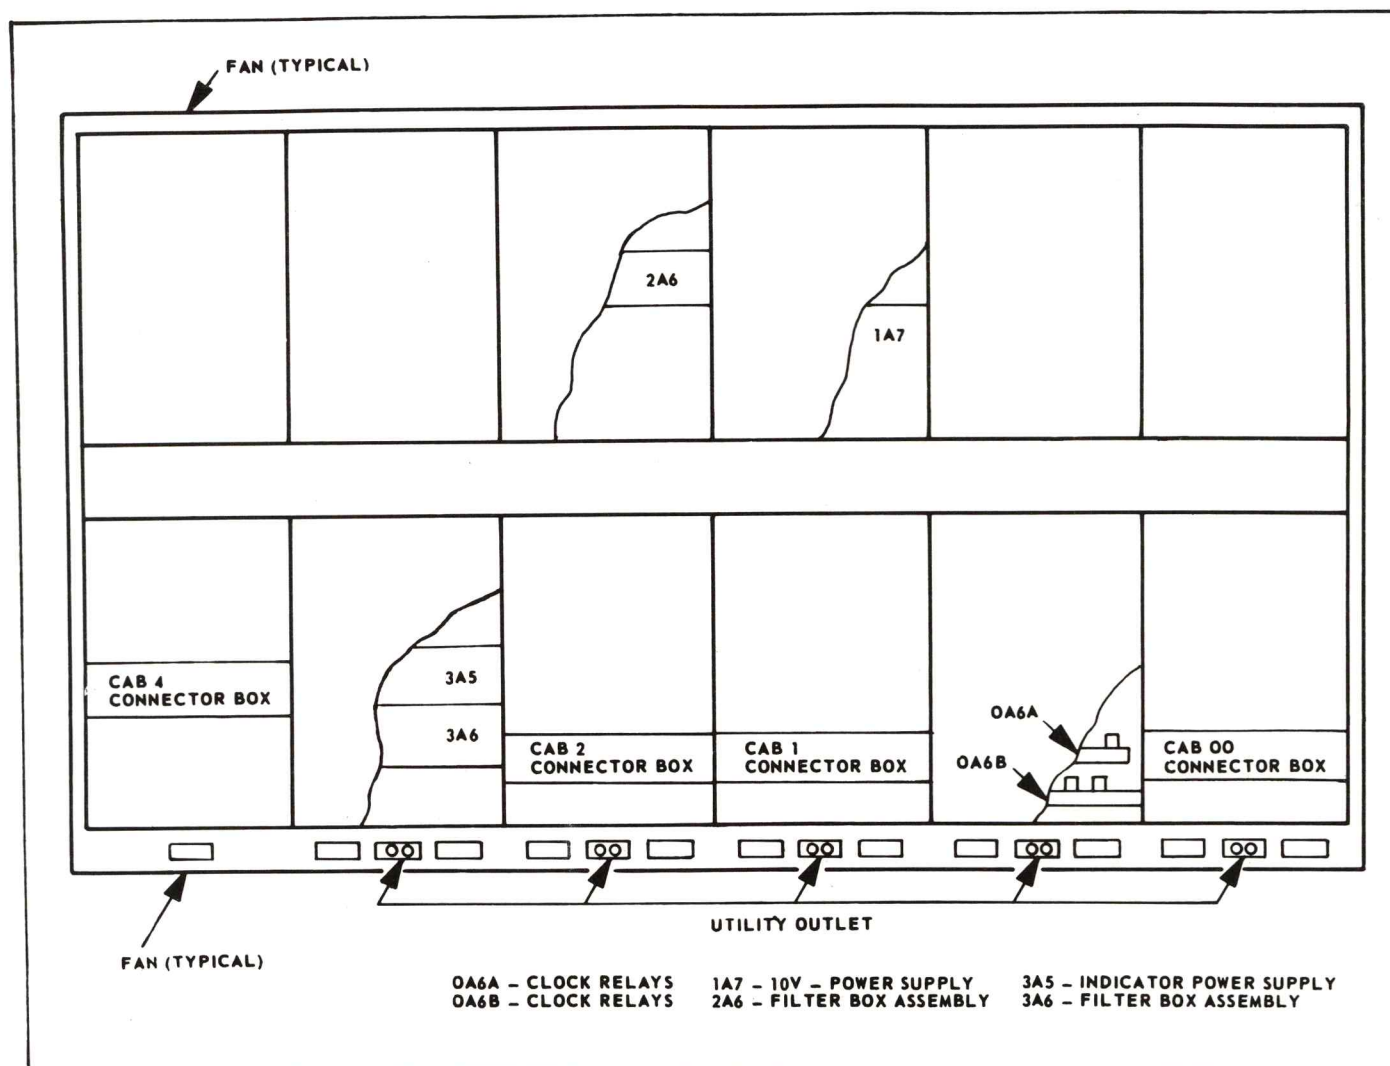 FAN (TYPICAL)
2A6
1A7
3A5
3A6
CAB 4
CONNECTOR BOX
CAB 2
CONNECTOR BOX
CAB 1
CONNECTOR BOX
0A6A
0A6B
CAB 00
CONNECTOR BOX
UTILITY OUTLET
FAN (TYPICAL)
0A6A – CLOCK RELAYS
0A6B – CLOCK RELAYS
1A7 – 10V – POWER SUPPLY
2A6 – FILTER BOX ASSEMBLY
3A5 – INDICATOR POWER SUPPLY
3A6 – FILTER BOX ASSEMBLY